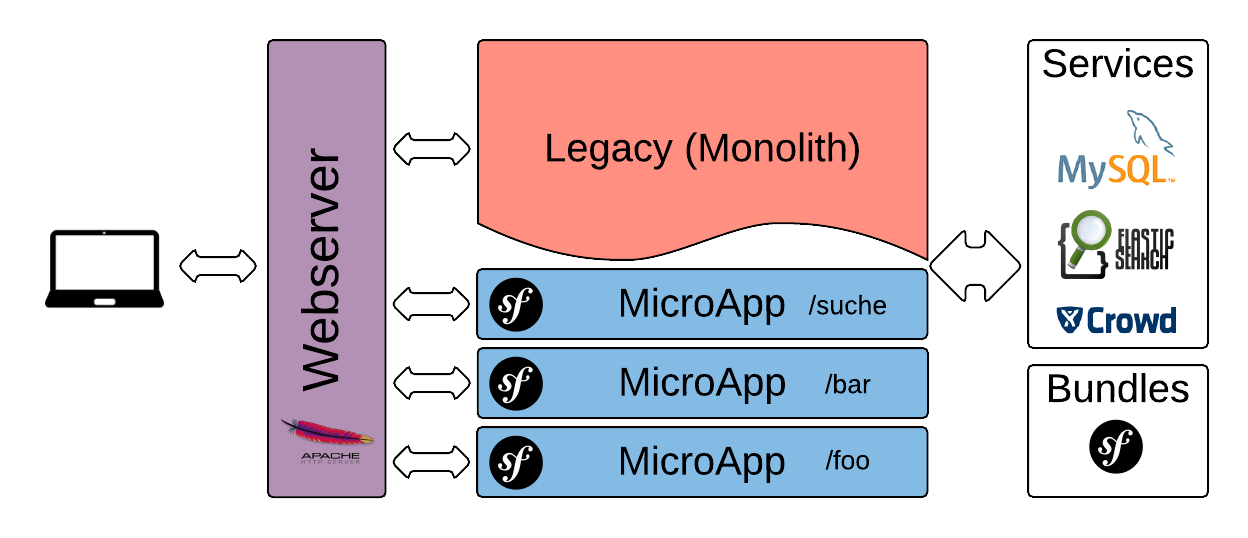 Webserver
APACHE
HTTP SERVER
Legacy (Monolith)
sf MicroApp /suche
sf MicroApp /bar
sf MicroApp /foo
Services
MySQL™
ELASTIC
SEARCH
Crowd
Bundles
sf